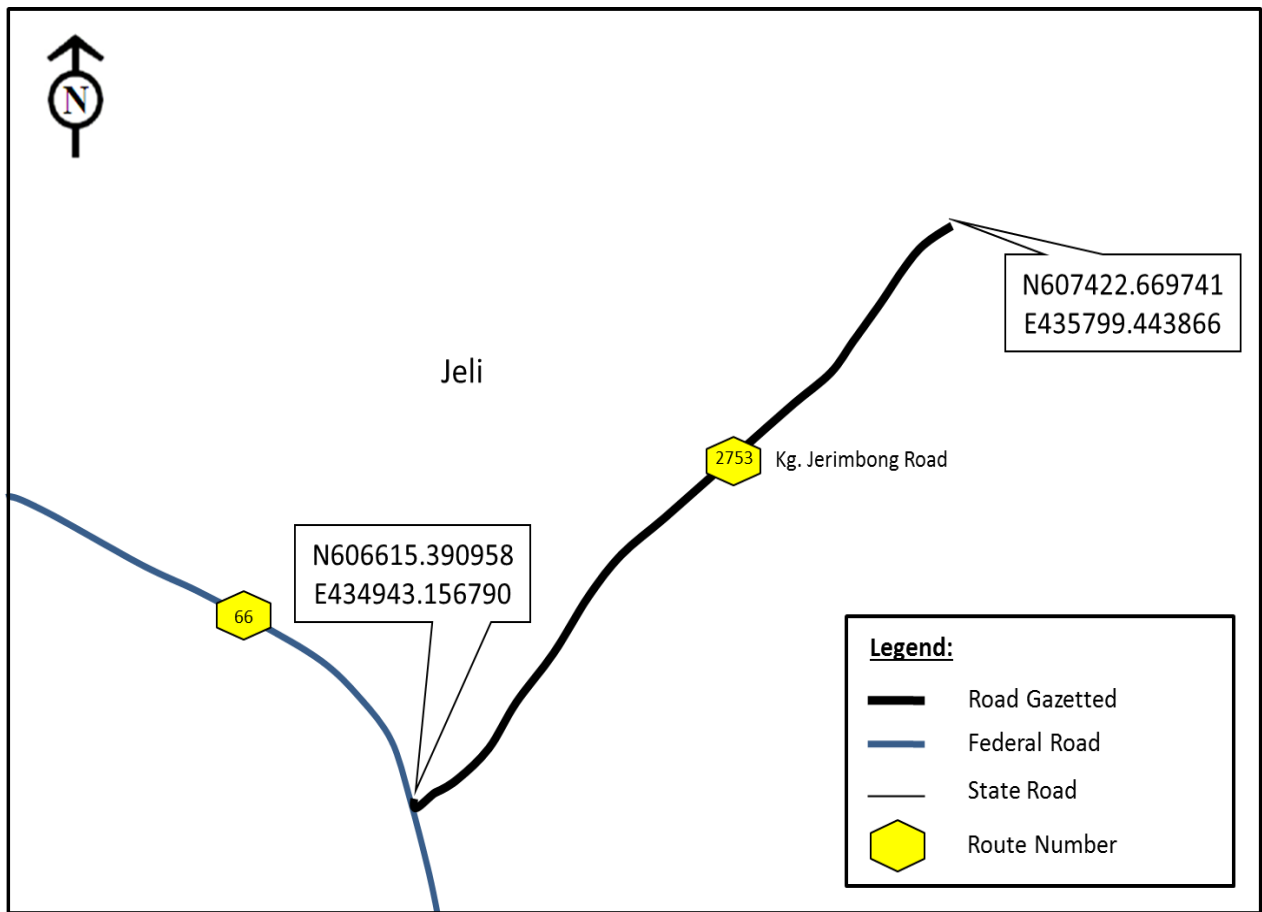 N
N607422.669741
E435799.443866
Jeli
2753
Kg. Jerimbong Road
N606615.390958
E434943.156790
66
Legend:
Road Gazetted
Federal Road
State Road
Route Number